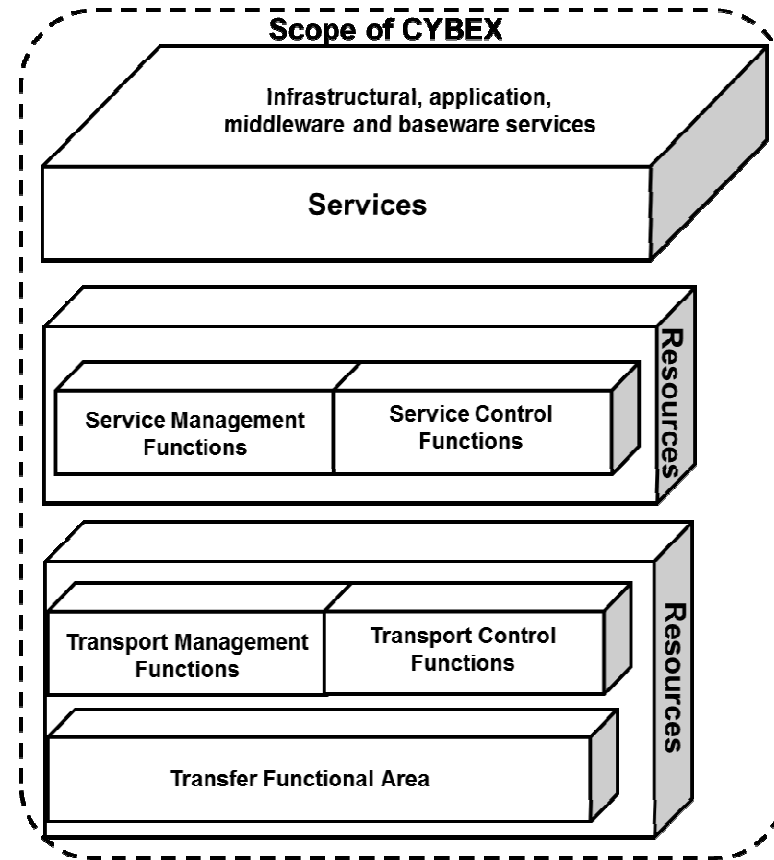 Scope of CYBEX
Infrastructural, application,
middleware and baseware services
Services
Resources
Service Management
Functions
Service Control
Functions
Resources
Transport Management
Functions
Transport Control
Functions
Transfer Functional Area